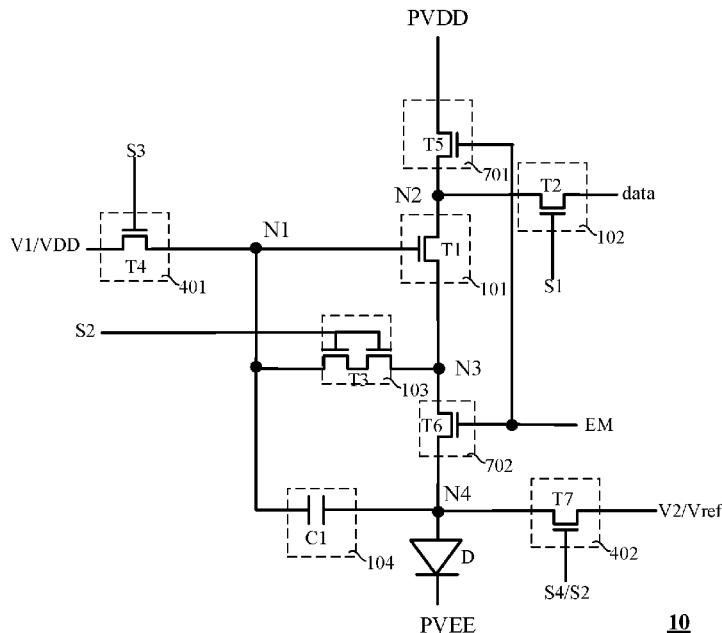 PVDD
S3
T5
701
N2
T2
data
V1/VDD
T4
401
N1
T1
101
102
S1
S2
T3
103
N3
T6
702
EM
N4
C1
104
D
T7
V2/Vref
402
S4/S2
PVEE
10